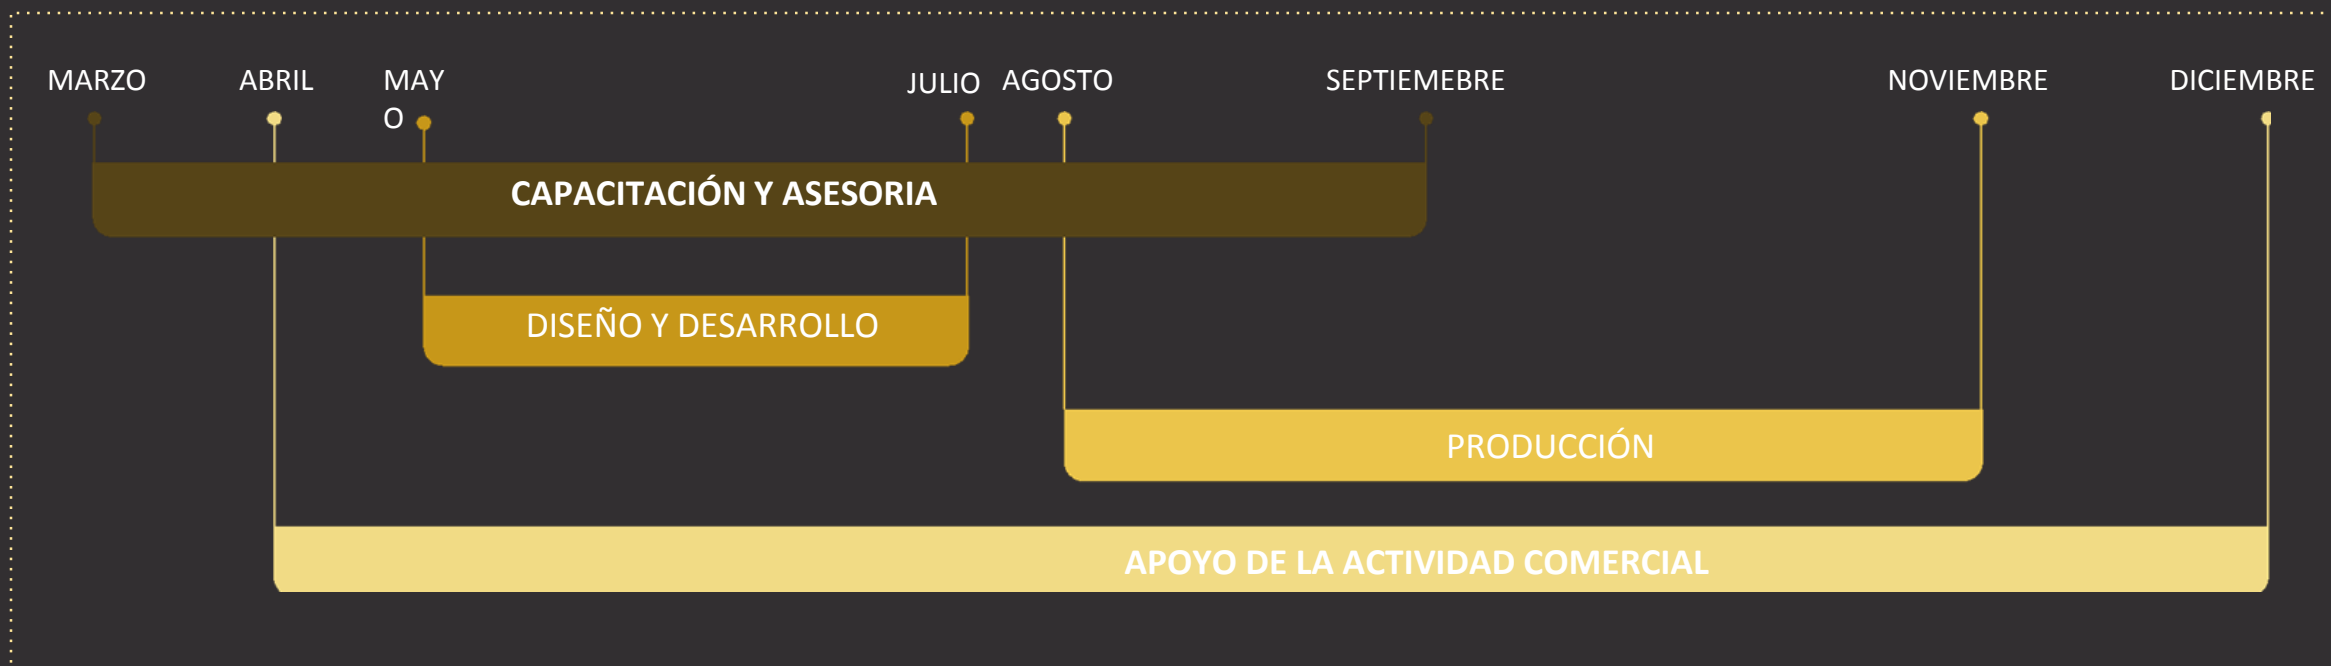 MARZO
ABRIL
MAY
O
JULIO
AGOSTO
SEPTIEMEBRE
NOVIEMBRE
DICIEMBRE
CAPACITACIÓN Y ASESORIA
DISEÑO Y DESARROLLO
PRODUCCIÓN
APOYO DE LA ACTIVIDAD COMERCIAL